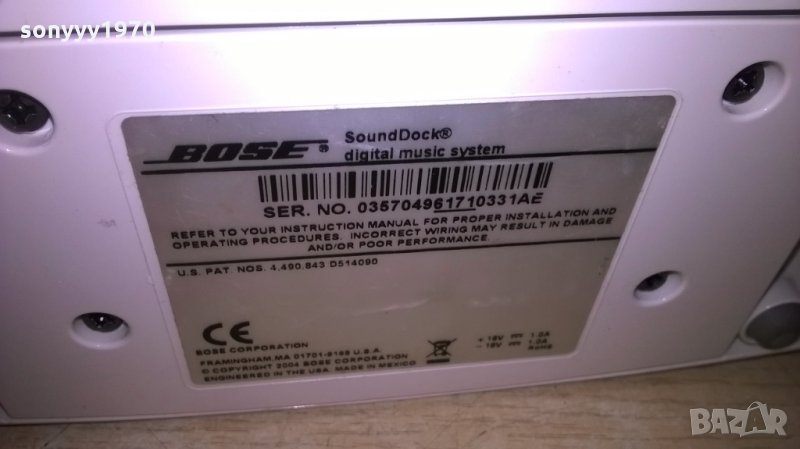 sonyyy1970
BOSE®
SoundDock®
digital music system
SER. NO. 035704961710331AE
REFER TO YOUR INSTRUCTION MANUAL FOR PROPER INSTALLATION AND
OPERATING PROCEDURES. INCORRECT WIRING MAY RESULT IN DAMAGE
AND/OR POOR PERFORMANCE.
U.S. PAT. NOS. 4,490,843 D514090
CE
BOSE CORPORATION
FRAMINGHAM, MA 01701-9168 U.S.A.
© COPYRIGHT 2004 BOSE CORPORATION
ENGINEERED IN THE USA. MADE IN MEXICO
+18V 1.0A
-18V 1.0A
RoHS
BAZAR